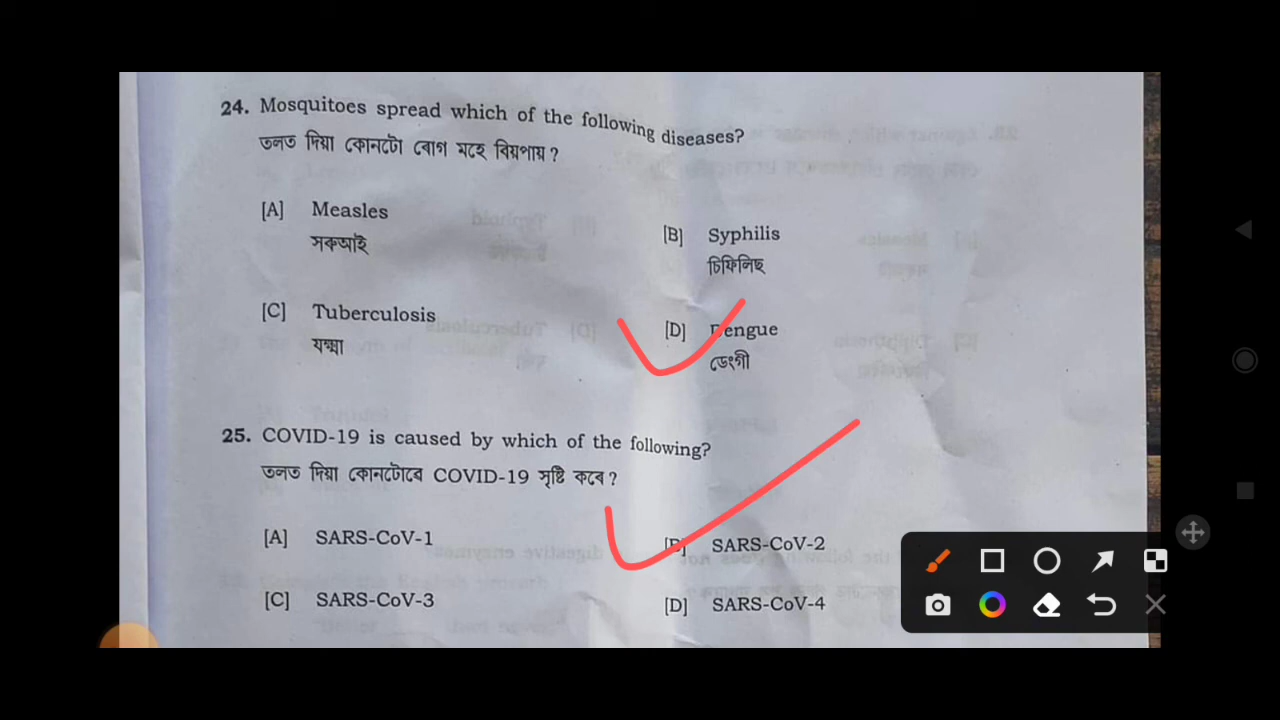 24. Mosquitoes spread which of the following diseases?
তলত দিয়া কোনটো ৰোগ মহে বিয়পায় ?
[A] Measles
সৰুআই
[B] Syphilis
চিফিলিছ
[C] Tuberculosis
যক্ষ্মা
[D] Dengue
ডেংগী
25. COVID-19 is caused by which of the following?
তলত দিয়া কোনটোৱে COVID-19 সৃষ্টি কৰে ?
[A] SARS-CoV-1
[B] SARS-CoV-2
[C] SARS-CoV-3
[D] SARS-CoV-4